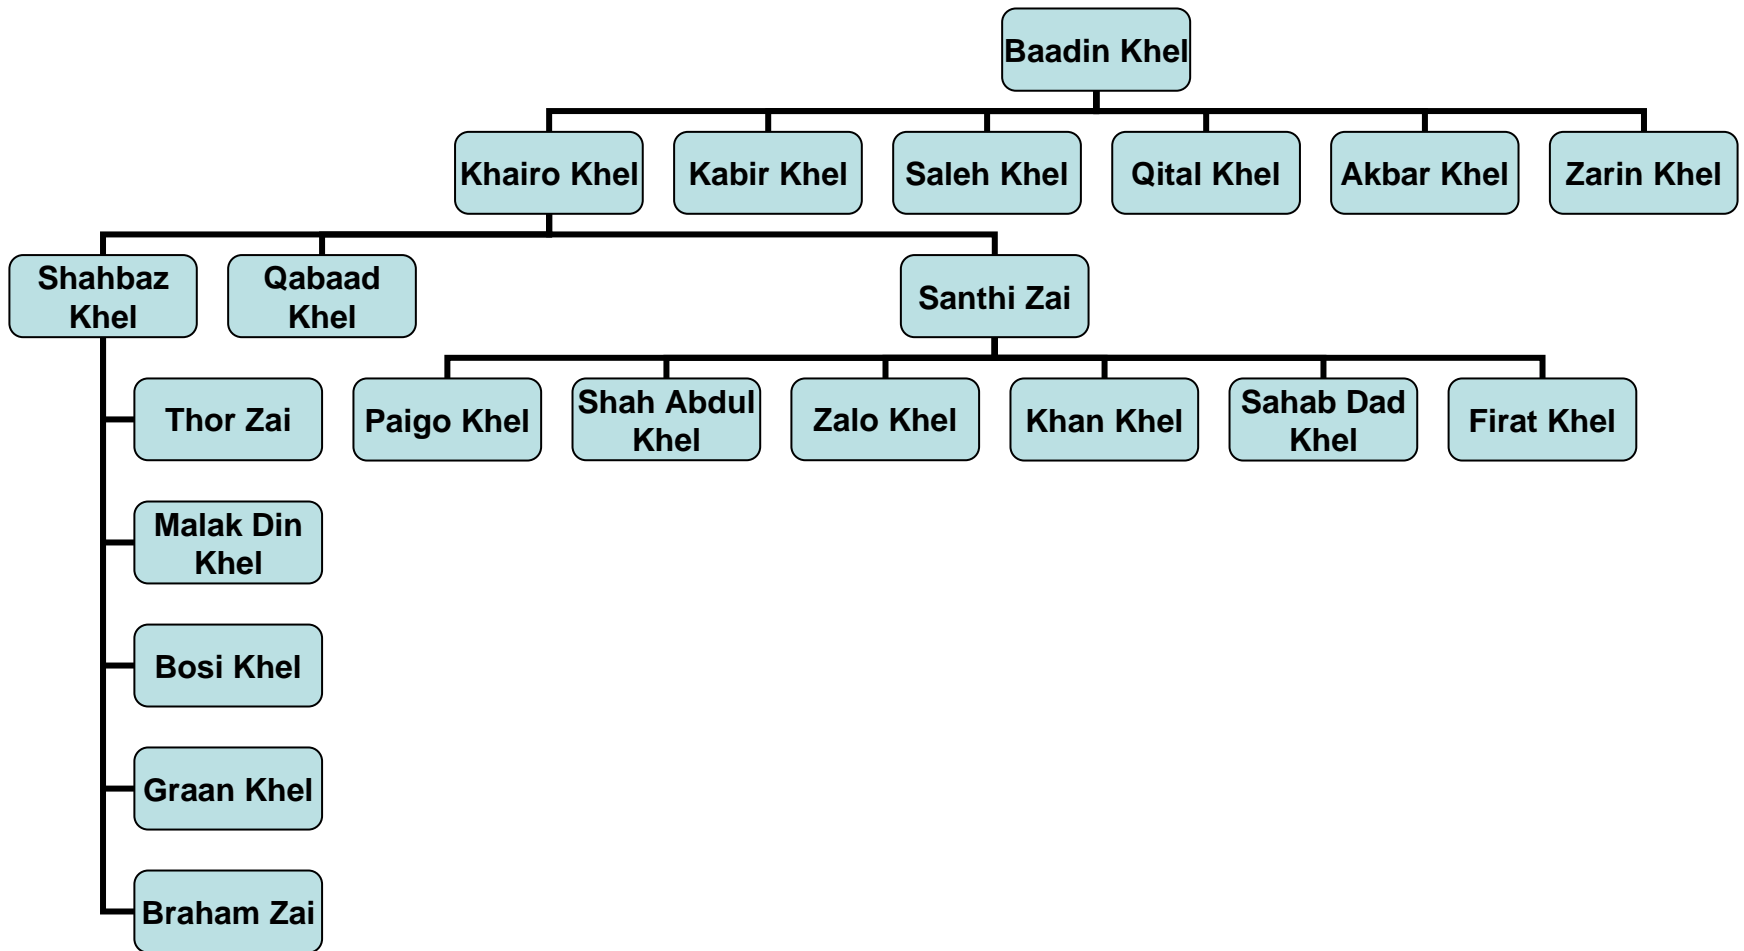 Baadin Khel
Khairo Khel
Kabir Khel
Saleh Khel
Qital Khel
Akbar Khel
Zarin Khel
Shahbaz
Khel
Qabaad
Khel
Santhi Zai
Thor Zai
Paigo Khel
Shah Abdul
Khel
Zalo Khel
Khan Khel
Sahab Dad
Khel
Firat Khel
Malak Din
Khel
Bosi Khel
Graan Khel
Braham Zai